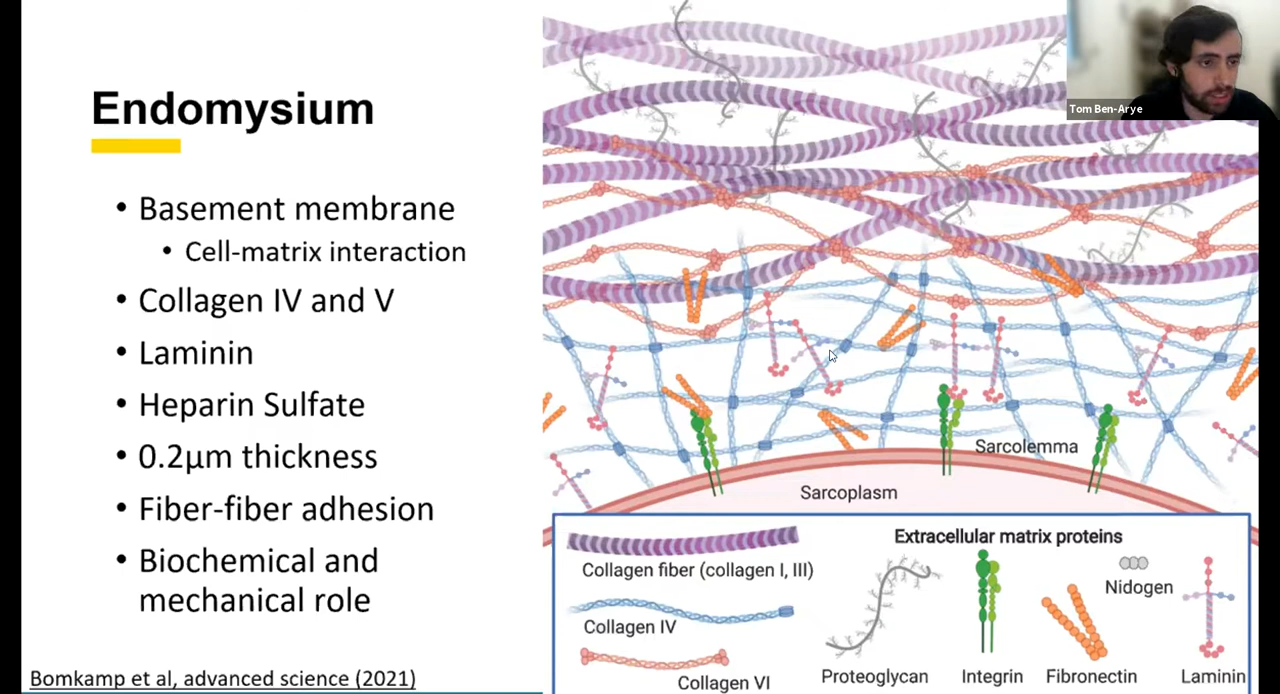 Endomysium
• Basement membrane
• Cell-matrix interaction
• Collagen IV and V
• Laminin
• Heparin Sulfate
• 0.2μm thickness
• Fiber-fiber adhesion
• Biochemical and
mechanical role
Bomkamp et al, advanced science (2021)
Tom Ben-Arye
Sarcolemma
Sarcoplasm
Extracellular matrix proteins
Collagen fiber (collagen I, III)
Collagen IV
Collagen VI
Proteoglycan
Integrin
Fibronectin
Nidogen
Laminin